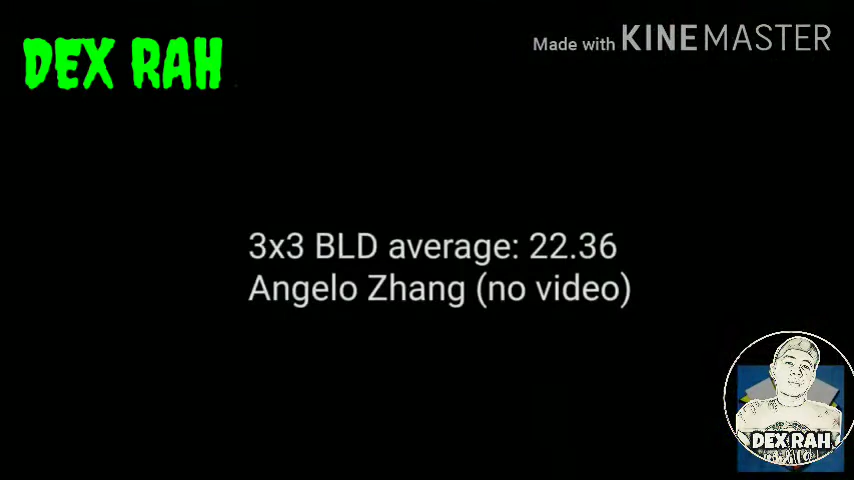 DEX RAH
Made with KINEMASTER
3x3 BLD average: 22.36
Angelo Zhang (no video)
DEX RAH